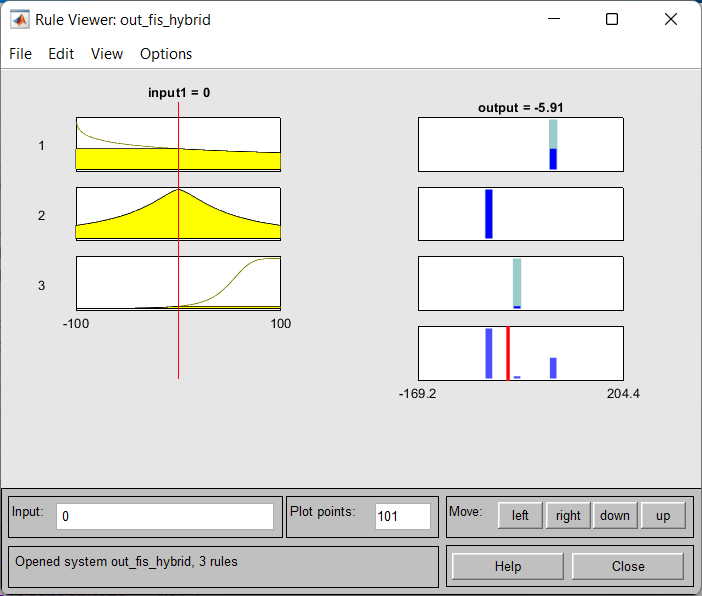 Rule Viewer: out_fis_hybrid
File Edit View Options
input1 = 0
output = -5.91
1
2
3
-100 100
-169.2 204.4
Input: 0 Plot points: 101 Move: left right down up
Opened system out_fis_hybrid, 3 rules Help Close